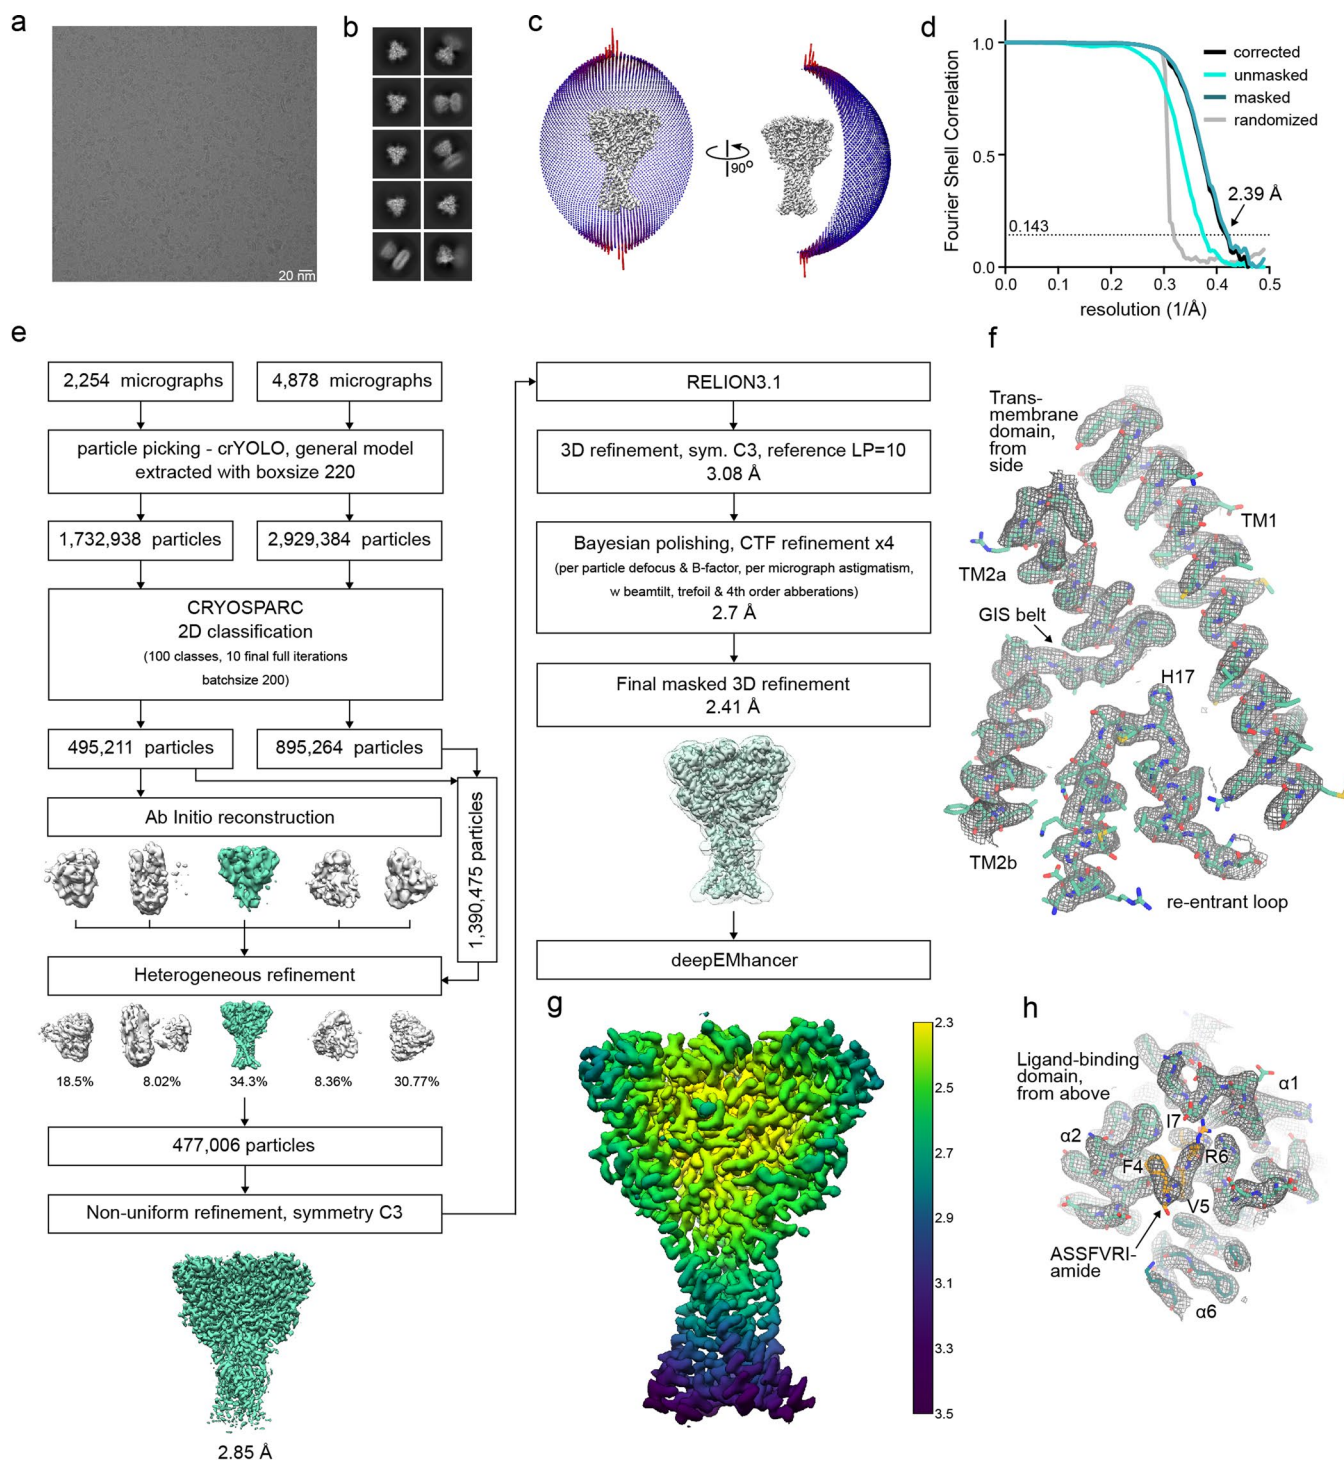 a
20 nm
b
c
90°
d
Fourier Shell Correlation
1.0
0.5
0.0
0.143
corrected
unmasked
masked
randomized
2.39 Å
0.0
0.1
0.2
0.3
0.4
0.5
resolution (1/Å)
e
2,254 micrographs
4,878 micrographs
particle picking - crYOLO, general model
extracted with boxsize 220
1,732,938 particles
2,929,384 particles
CRYOSPARC
2D classification
(100 classes, 10 final full iterations
batchsize 200)
495,211 particles
895,264 particles
1,390,475 particles
Ab Initio reconstruction
Heterogeneous refinement
18.5%
8.02%
34.3%
8.36%
30.77%
477,006 particles
Non-uniform refinement, symmetry C3
2.85 Å
RELION3.1
3D refinement, sym. C3, reference LP=10
3.08 Å
Bayesian polishing, CTF refinement x4
(per particle defocus & B-factor, per micrograph astigmatism,
w beamtilt, trefoil & 4th order abberations)
2.7 Å
Final masked 3D refinement
2.41 Å
deepEMhancer
f
Trans-
membrane
domain,
from
side
TM1
TM2a
GIS belt
H17
TM2b
re-entrant loop
g
2.3
2.5
2.7
2.9
3.1
3.3
3.5
h
Ligand-binding
domain,
from above
α1
I7
α2
F4
R6
V5
ASSFVRI-
amide
α6